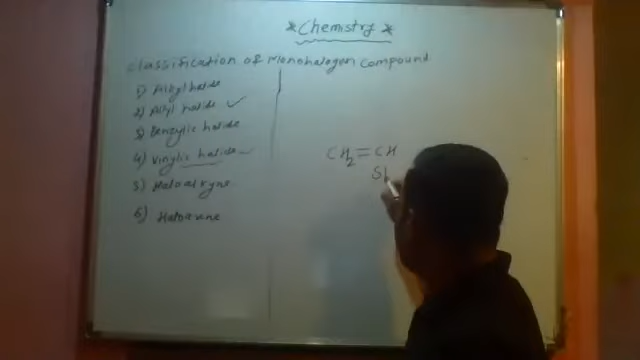 *Chemistry*
Classification of Monohalogen Compound
1) Alkyl halide
2) Allyl halide ✓
3) Benzylic halide
4) Vinylic halide
5) Haloalkyne
6) Haloarene
CH2=CH
SP